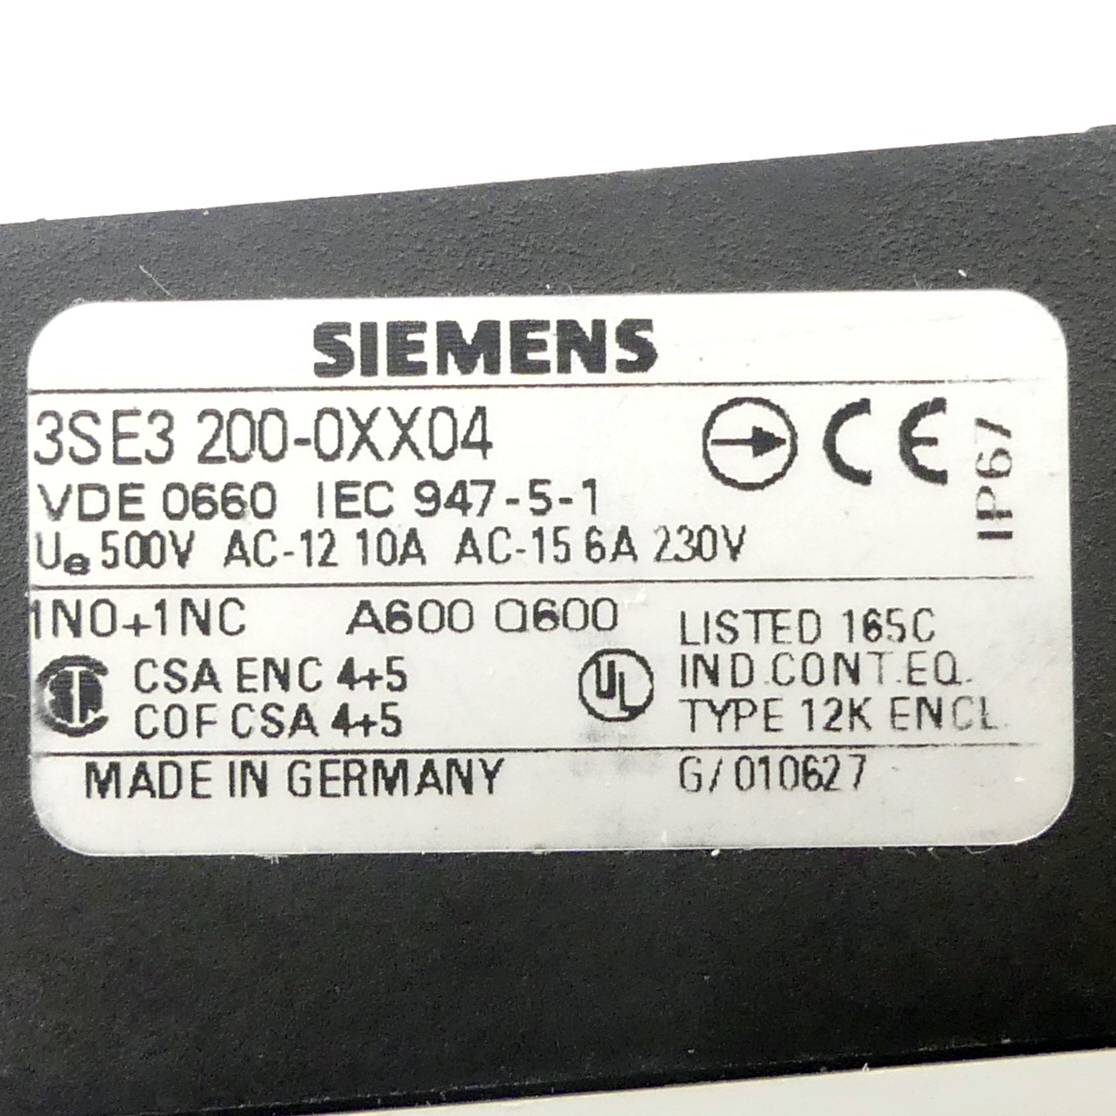 SIEMENS
3SE3 200-0XX04
CE
IP67
VDE 0660 IEC 947-5-1
Ue 500V AC-12 10A AC-15 6A 230V
1NO+1NC A600 Q600
LISTED 165C
CSA ENC 4+5
UL
IND.CONT.EQ.
COF CSA 4+5
TYPE 12K ENCL.
MADE IN GERMANY G/010627